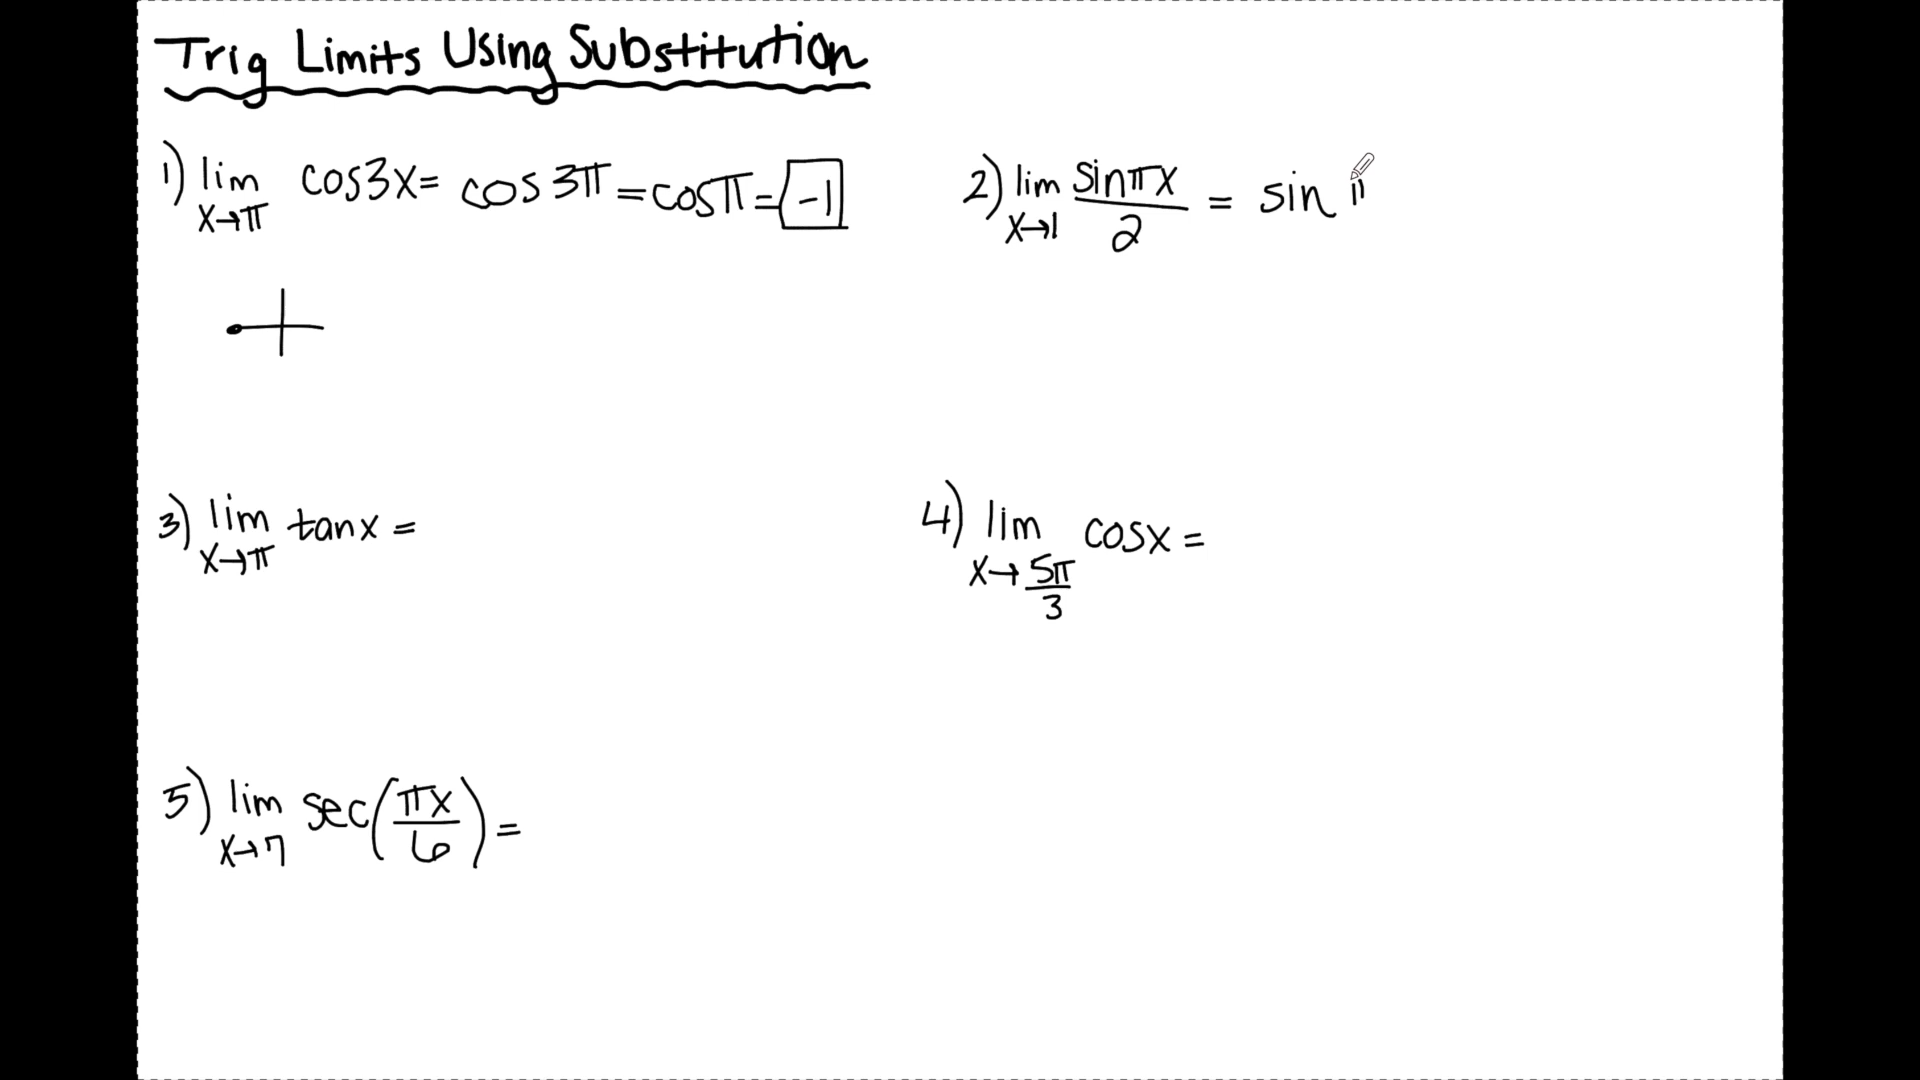 Trig Limits Using Substitution
1) lim cos3x= cos 3π = cosπ = -1
x→π
2) lim sinπx = sin π
x→1 2
3) lim tanx =
x→π
4) lim cosx =
x→ 5π
3
5) lim sec(πx/6) =
x→7